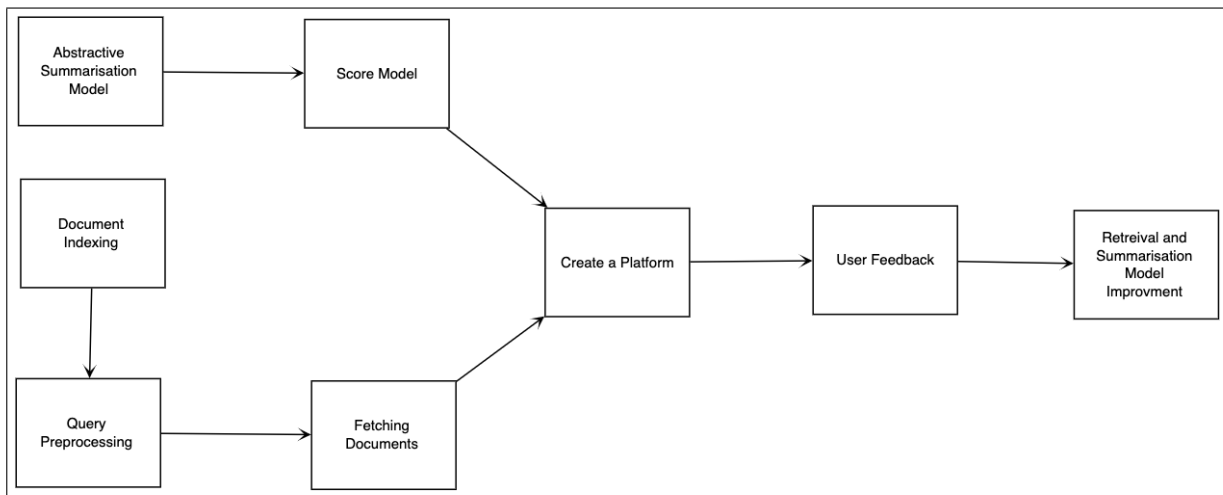 Abstractive
Summarisation
Model
Score Model
Document
Indexing
Create a Platform
User Feedback
Retreival and
Summarisation
Model
Improvment
Query
Preprocessing
Fetching
Documents